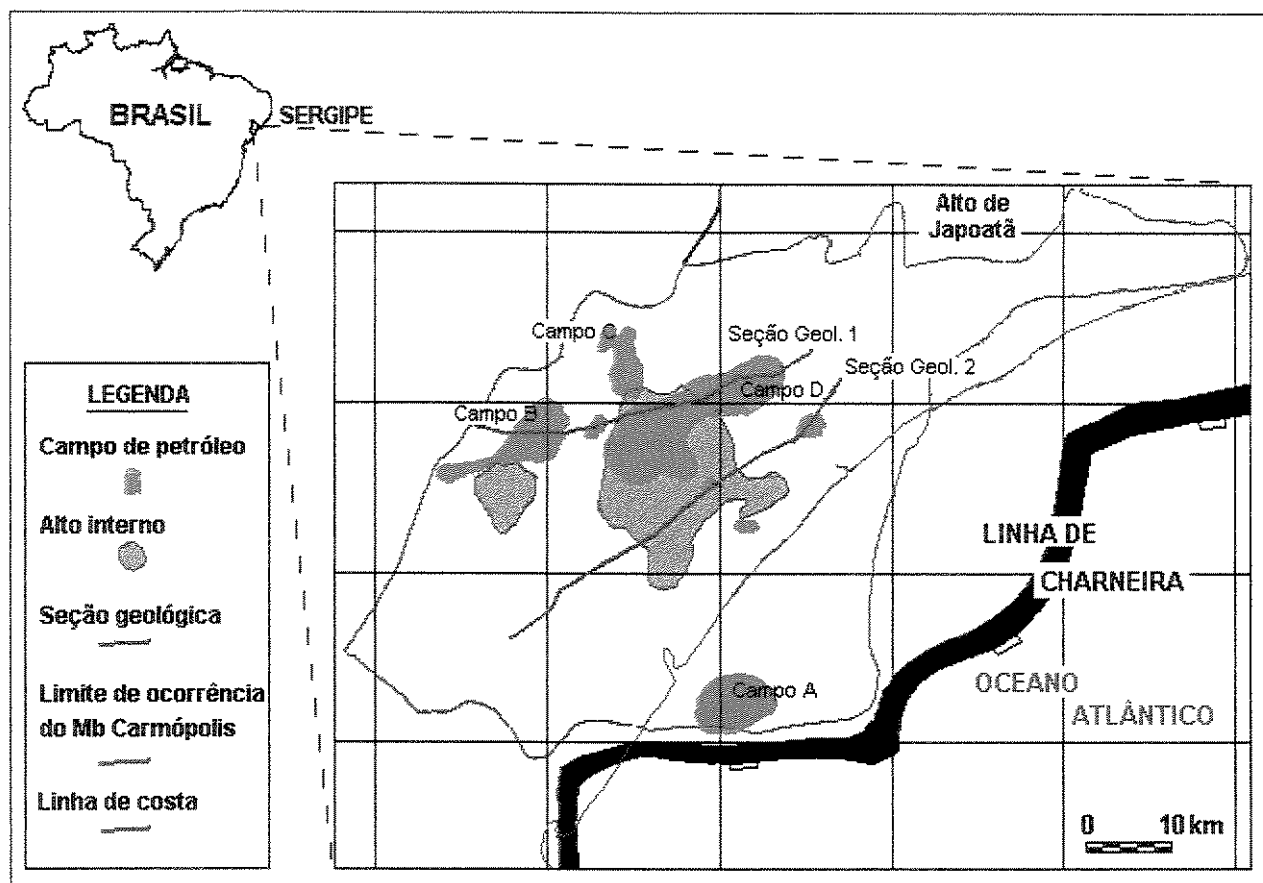 BRASIL
SERGIPE
Alto de
Japoatã
Campo C
Seção Geol. 1
Seção Geol. 2
Campo D
Campo B
LINHA DE
CHARNEIRA
Campo A
OCEANO
ATLÂNTICO
0 10 km
LEGENDA
Campo de petróleo
Alto interno
Seção geológica
Limite de ocorrência
do Mb Carmópolis
Linha de costa